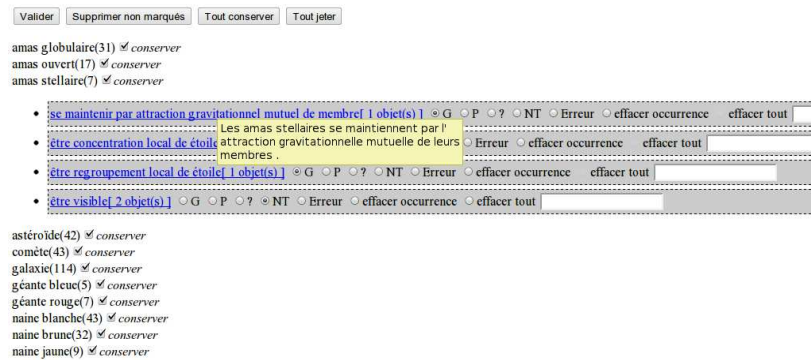 Valider Supprimer non marqués Tout conserver Tout jeter
amas globulaire(31) conserver
amas ouvert(17) conserver
amas stellaire(7) conserver
se maintenir par attraction gravitationnel mutuel de membre[ 1 objet(s) ] G P ? NT Erreur effacer occurrence effacer tout
Les amas stellaires se maintiennent par l'
attraction gravitationnelle mutuelle de leurs
membres .
être concentration local de étoile Erreur effacer occurrence effacer tout
être regroupement local de étoile[ 1 objet(s) ] G P ? NT Erreur effacer occurrence effacer tout
être visible[ 2 objet(s) ] G P ? NT Erreur effacer occurrence effacer tout
astéroïde(42) conserver
comète(43) conserver
galaxie(114) conserver
géante bleue(5) conserver
géante rouge(7) conserver
naine blanche(43) conserver
naine brune(32) conserver
naine jaune(9) conserver